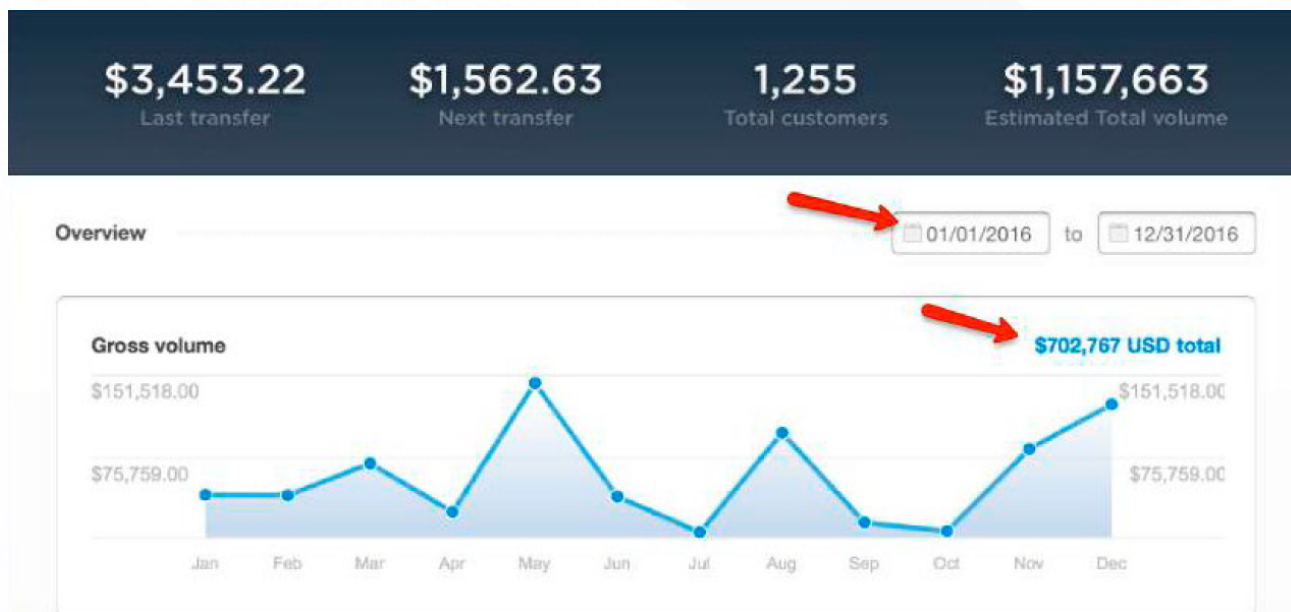 $3,453.22 $1,562.63 1,255 $1,157,663
Last transfer Next transfer Total customers Estimated Total volume
Overview 01/01/2016 to 12/31/2016
Gross volume $702,767 USD total
$151,518.00 $151,518.00
$75,759.00 $75,759.00
Jan Feb Mar Apr May Jun Jul Aug Sep Oct Nov Dec